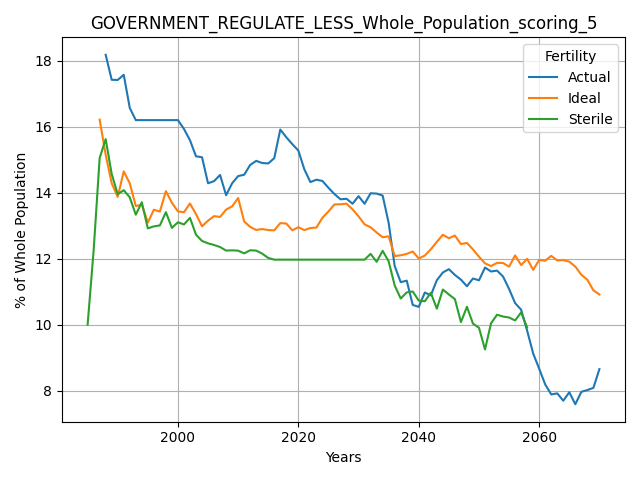 GOVERNMENT_REGULATE_LESS_Whole_Population_scoring_5
% of Whole Population
18
16
14
12
10
8
Fertility
Actual
Ideal
Sterile
2000 2020 2040 2060
Years